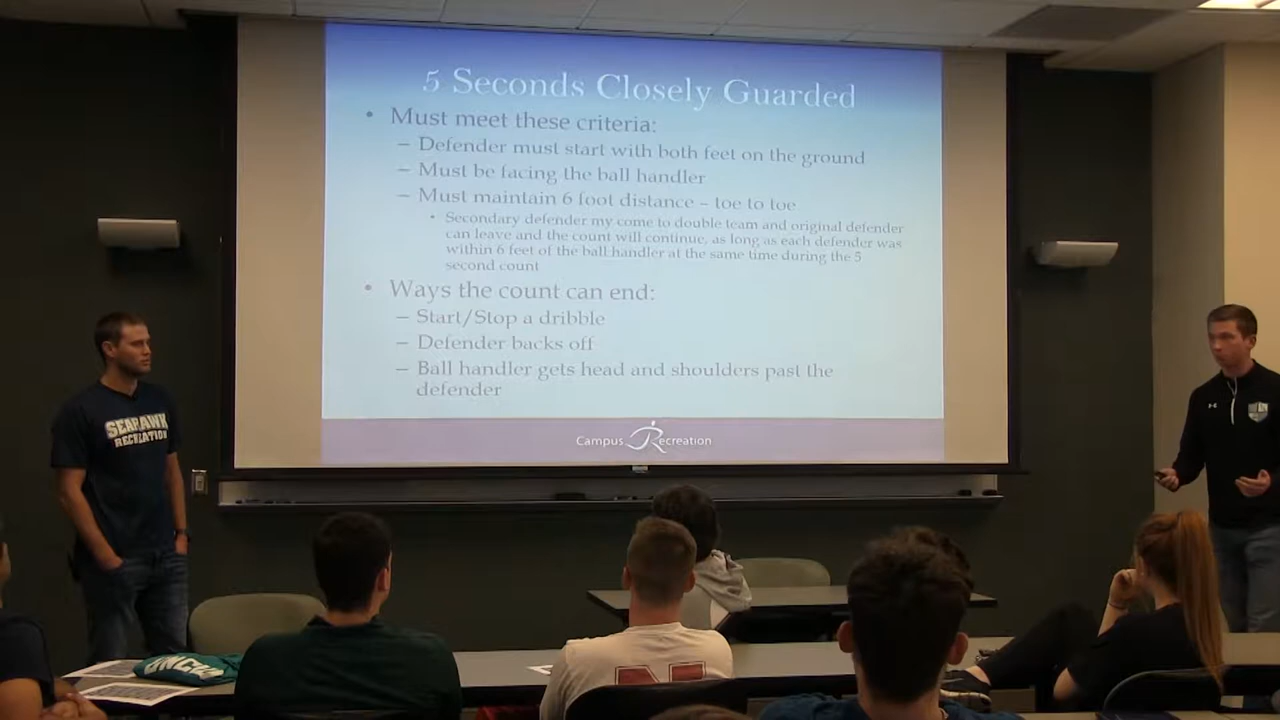 5 Seconds Closely Guarded
• Must meet these criteria:
– Defender must start with both feet on the ground
– Must be facing the ball handler
– Must maintain 6 foot distance – toe to toe
• Secondary defender my come to double team and original defender
can leave and the count will continue, as long as each defender was
within 6 feet of the ball handler at the same time during the 5
second count
• Ways the count can end:
– Start/Stop a dribble
– Defender backs off
– Ball handler gets head and shoulders past the
defender
Campus Recreation
SEAHAWK
RECREATION
UNCW
N